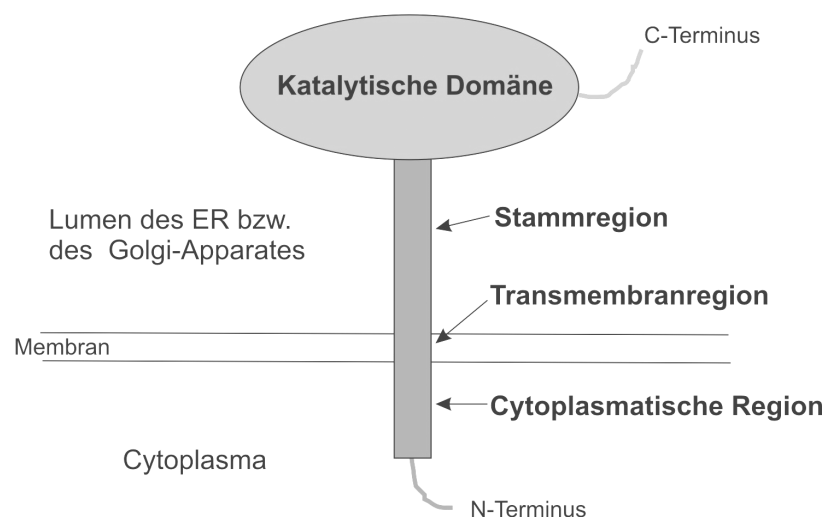 C-Terminus
Katalytische Domäne
Lumen des ER bzw.
des Golgi-Apparates
Stammregion
Transmembranregion
Membran
Cytoplasmatische Region
Cytoplasma
N-Terminus